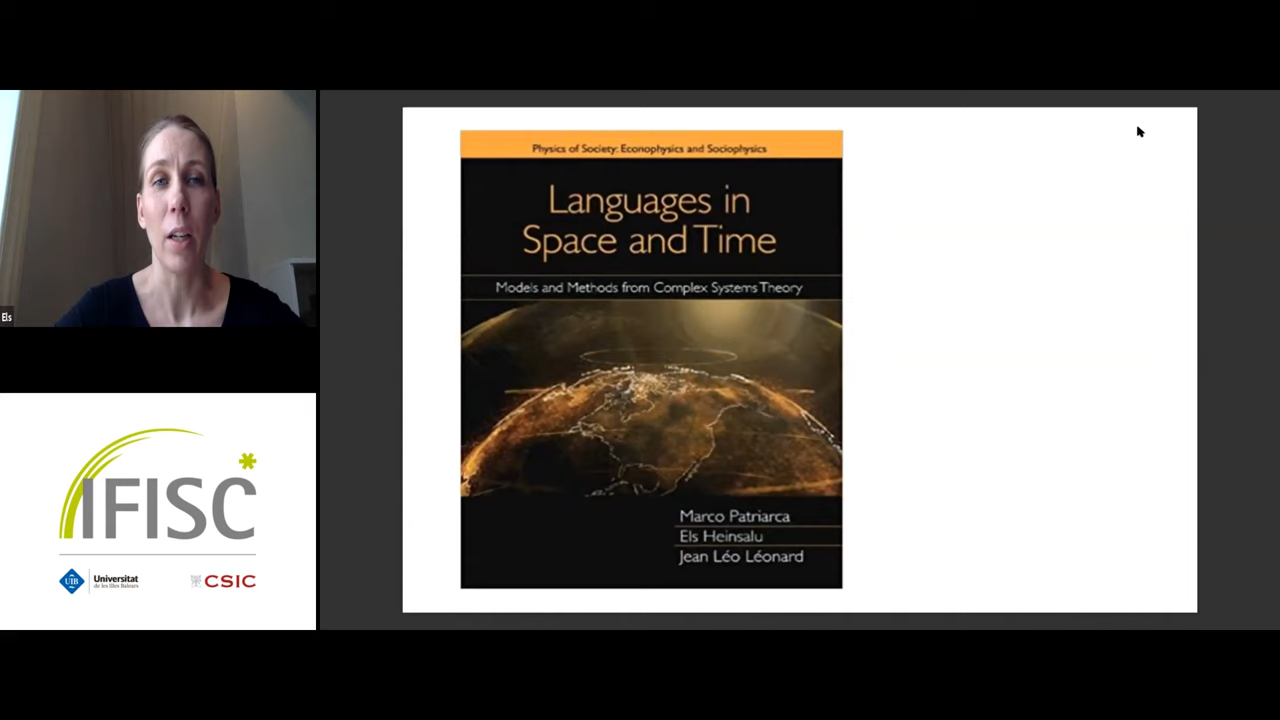 Els
IFISC
UIB
Universitat
de les Illes Balears
CSIC
Physics of Society: Econophysics and Sociophysics
Languages in
Space and Time
Models and Methods from Complex Systems Theory
Marco Patriarca
Els Heinsalu
Jean Léo Léonard